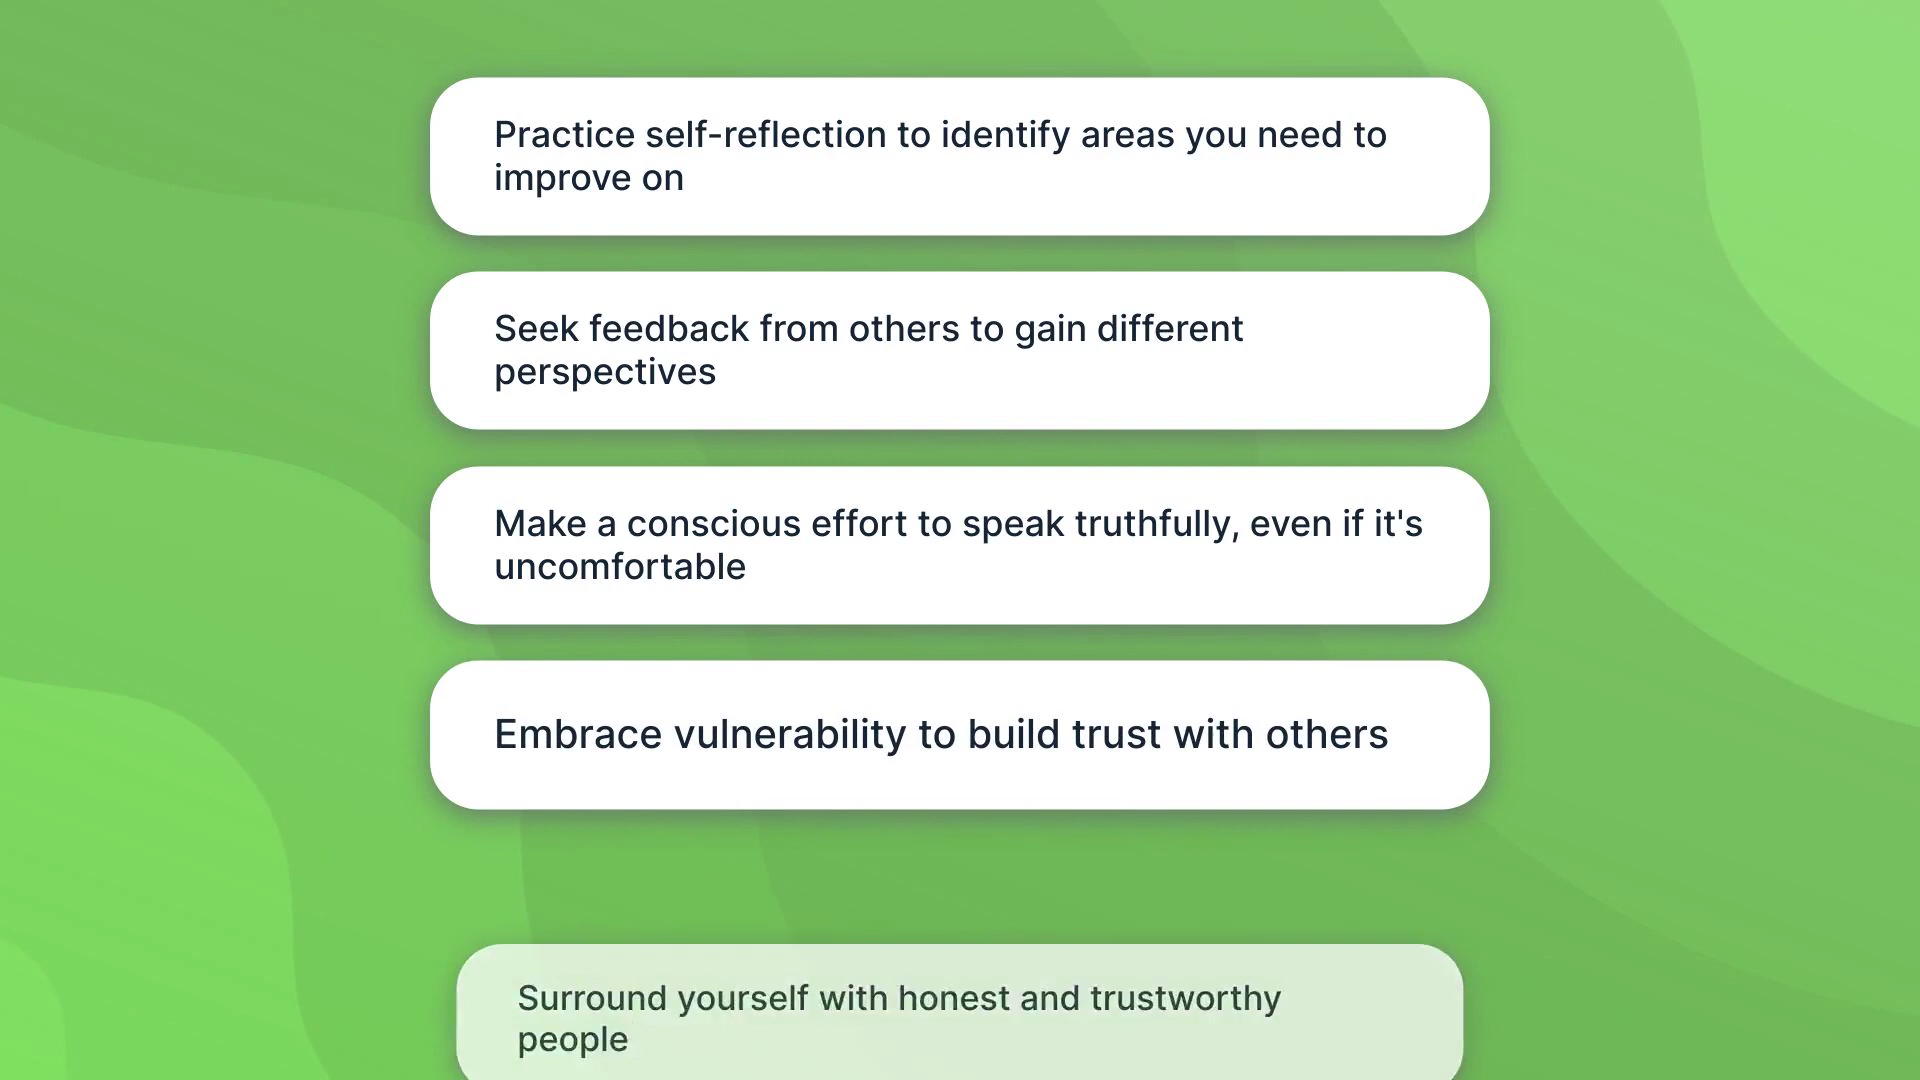 Practice self-reflection to identify areas you need to
improve on
Seek feedback from others to gain different
perspectives
Make a conscious effort to speak truthfully, even if it's
uncomfortable
Embrace vulnerability to build trust with others
Surround yourself with honest and trustworthy
people